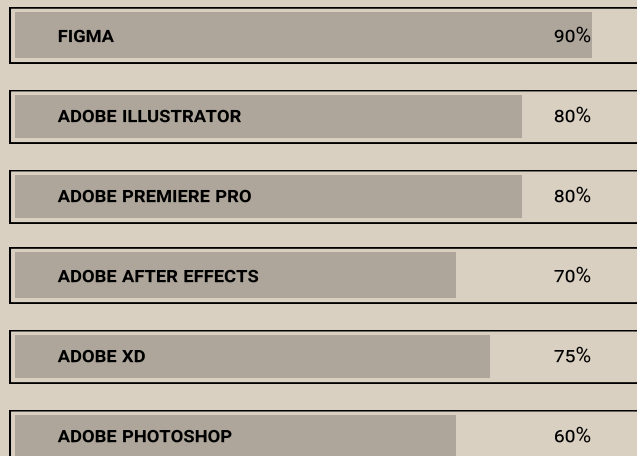 FIGMA 90%
ADOBE ILLUSTRATOR 80%
ADOBE PREMIERE PRO 80%
ADOBE AFTER EFFECTS 70%
ADOBE XD 75%
ADOBE PHOTOSHOP 60%